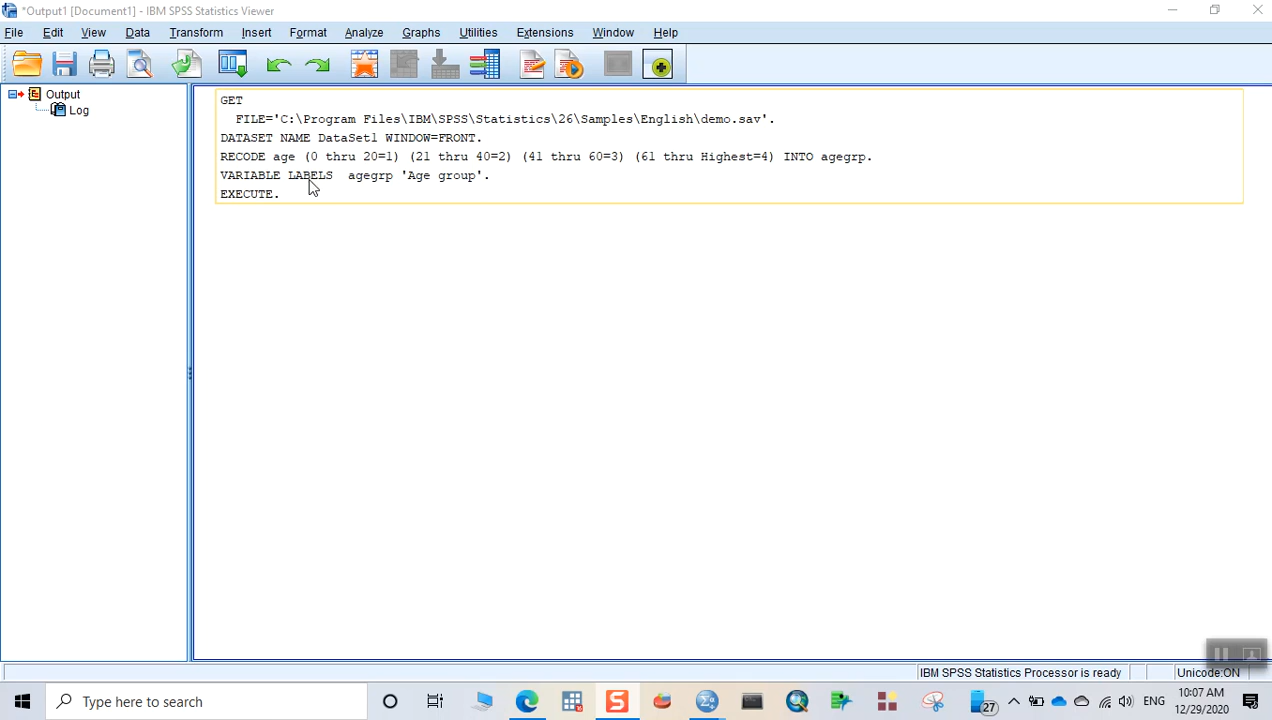 *Output1 [Document1] - IBM SPSS Statistics Viewer
File Edit View Data Transform Insert Format Analyze Graphs Utilities Extensions Window Help
Output
Log
GET
FILE='C:\Program Files\IBM\SPSS\Statistics\26\Samples\English\demo.sav'.
DATASET NAME DataSet1 WINDOW=FRONT.
RECODE age (0 thru 20=1) (21 thru 40=2) (41 thru 60=3) (61 thru Highest=4) INTO agegrp.
VARIABLE LABELS agegrp 'Age group'.
EXECUTE.
IBM SPSS Statistics Processor is ready Unicode:ON
Type here to search
S
27
ENG
10:07 AM
12/29/2020